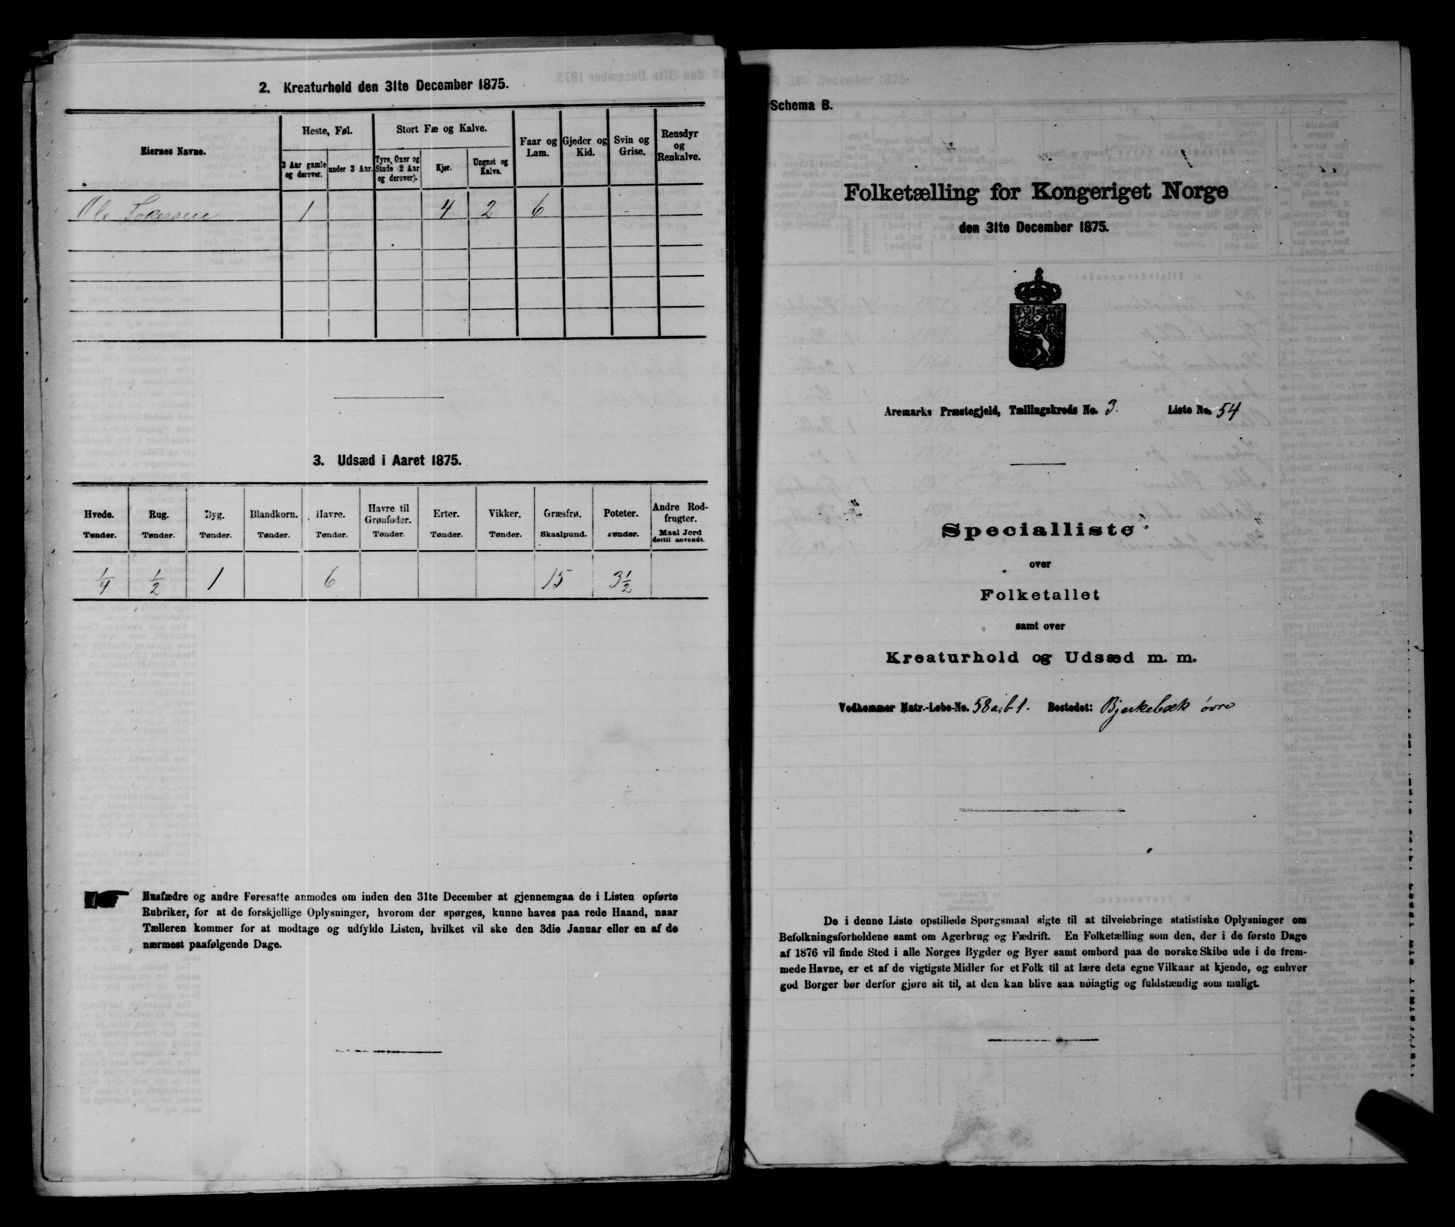 2. Kreaturhold den 31te December 1875.
Eiernes Navne.
Heste, Føl.
3 Aar gamle og derover.
under 3 Aar.
Stort Fæ og Kalve.
Tyre, Oxer og Stude (2 Aar og derover).
Kjør.
Ungnøt og Kalve.
Faar og Lam.
Gjeder og Kid.
Svin og Grise.
Rensdyr og Renkalve.
Ole 1 4 2 6
3. Udsæd i Aaret 1875.
Hvede. Rug. Byg. Blandkorn. Havre. Havre til Grønfoder. Erter. Vikker. Græsfrø. Poteter. Andre Rodfrugter.
Tønder. Tønder. Tønder. Tønder. Tønder. Tønder. Tønder. Tønder. Skaalpund. Tønder. Maal Jord dertil anvendt.
1/4 1/2 1 6 15 3 1/2
Husfædre og andre Foresatte anmodes om inden den 31te December at gjennemgaa de i Listen opførte
Rubriker, for at de forskjellige Oplysninger, hvorom der spørges, kunne haves paa rede Haand, naar
Tælleren kommer for at modtage og udfylde Listen, hvilket vil ske den 3die Januar eller en af de
nærmest paafølgende Dage.
Schema B.
Folketælling for Kongeriget Norge
den 31te December 1875.
Aremarks Præstegjeld, Tællingskreds No. 3. Liste No. 54
Specialliste
over
Folketallet
samt over
Kreaturhold og Udsæd m. m.
Vedkommer Matr.-Løbe-No. 58a,b1. Bostedet: Bjerkebæk øvre
De i denne Liste opstillede Spørgsmaal sigte til at tilveiebringe statistiske Oplysninger om
Befolkningsforholdene samt om Agerbrug og Fædrift. En Folketælling som den, der i de første Dage
af 1876 vil finde Sted i alle Norges Bygder og Byer samt ombord paa de norske Skibe ude i de frem-
mede Havne, er et af de vigtigste Midler for et Folk til at lære dets egne Vilkaar at kjende, og enhver
god Borger bør derfor gjøre sit til, at den kan blive saa nøiagtig og fuldstændig som muligt.